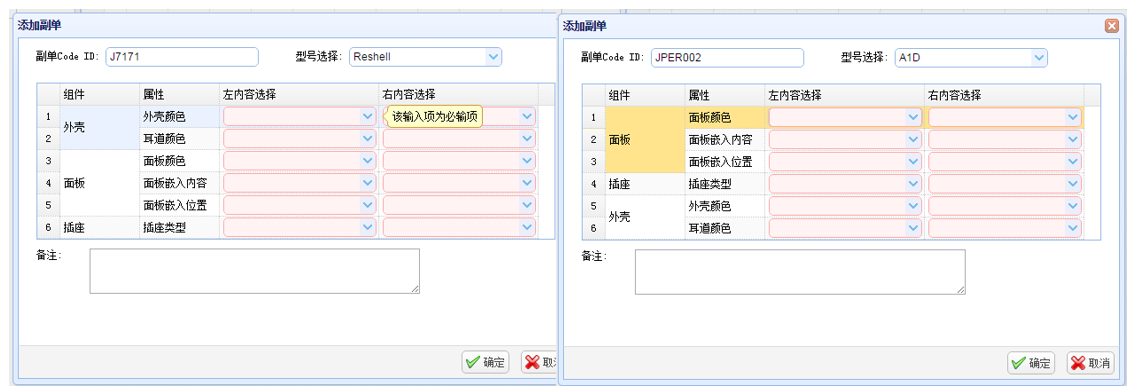 添加副单
副单Code ID: J7171 型号选择: Reshell
组件 属性 左内容选择 右内容选择
1 外壳 外壳颜色 该输入项为必输项
2 耳道颜色
3 面板 面板颜色
4 面板嵌入内容
5 面板嵌入位置
6 插座 插座类型
备注:
确定
添加副单
副单Code ID: JPER002 型号选择: A1D
组件 属性 左内容选择 右内容选择
1 面板 面板颜色
2 面板嵌入内容
3 面板嵌入位置
4 插座 插座类型
5 外壳 外壳颜色
6 耳道颜色
备注:
确定 取消